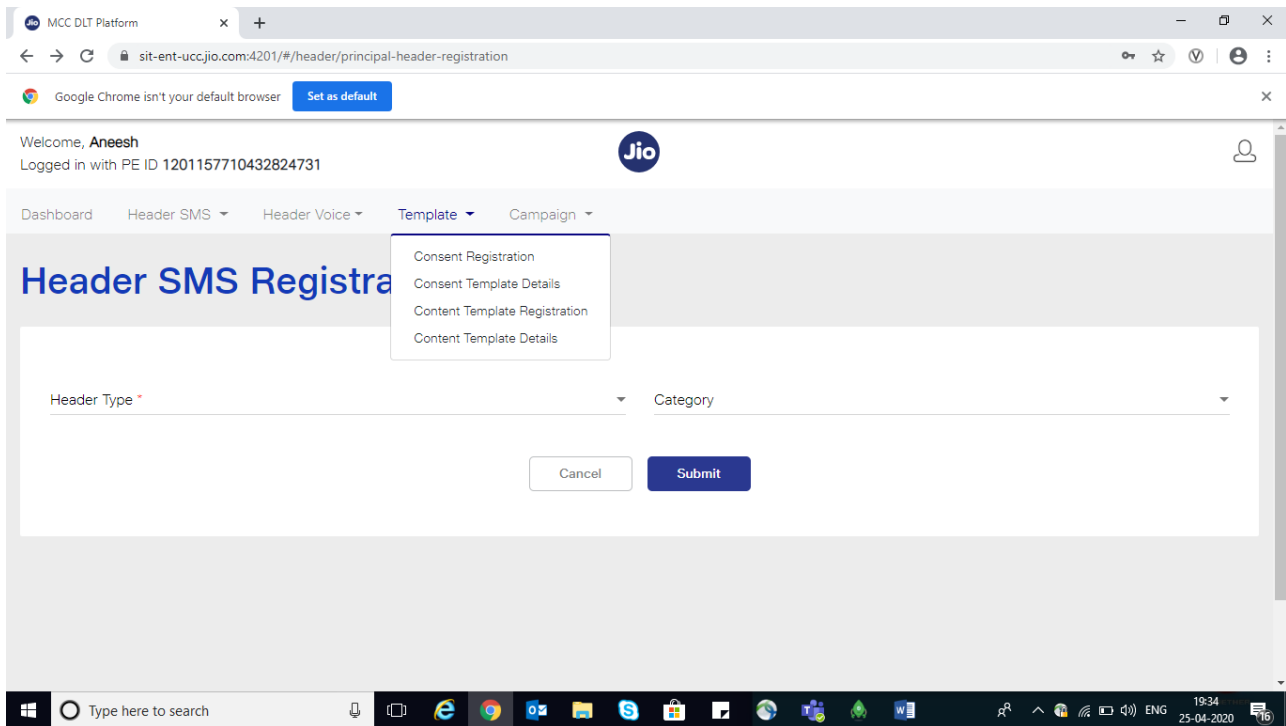 Jio MCC DLT Platform
sit-ent-ucc.jio.com:4201/#/header/principal-header-registration
Google Chrome isn't your default browser Set as default
Welcome, Aneesh
Logged in with PE ID 1201157710432824731
Jio
Dashboard Header SMS Header Voice Template Campaign
Consent Registration
Consent Template Details
Content Template Registration
Content Template Details
Header SMS Registra
Header Type * Category
Cancel Submit
Type here to search
ENG
19:34
25-04-2020
16